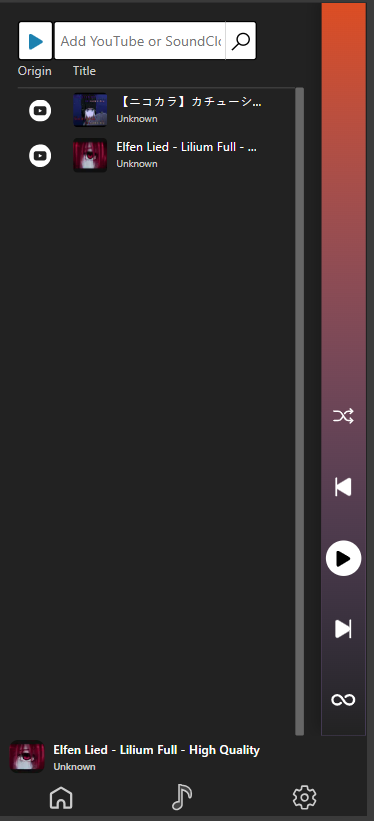 Add YouTube or SoundClo
Origin Title
【ニコカラ】カチューシ...
Unknown
Elfen Lied - Lilium Full - ...
Unknown
Elfen Lied - Lilium Full - High Quality
Unknown